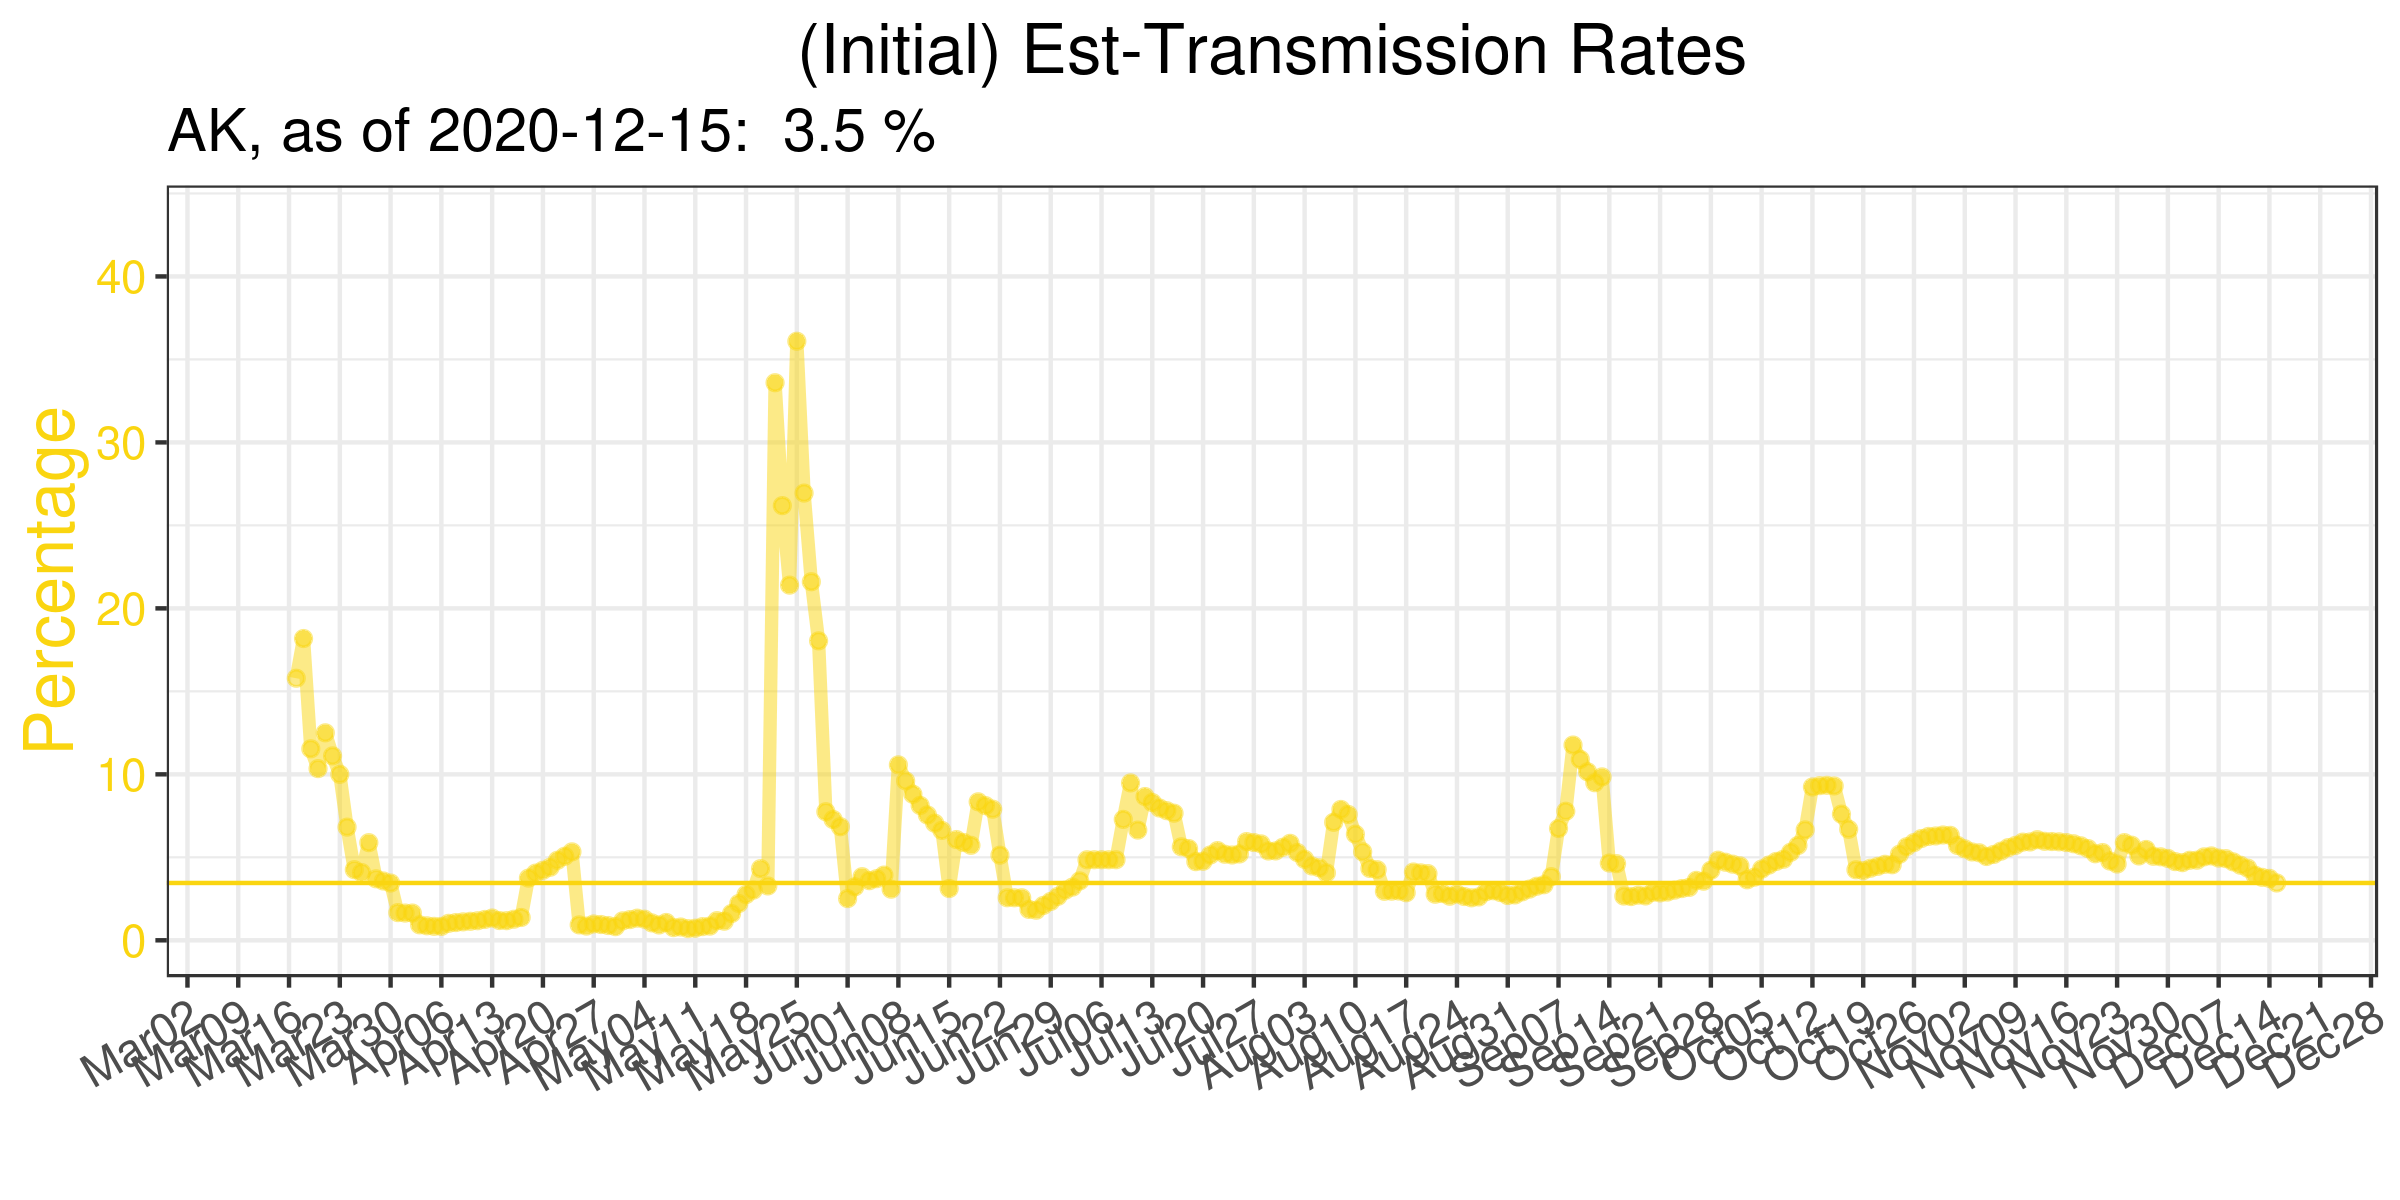 (Initial) Est-Transmission Rates
AK, as of 2020-12-15:  3.5 %
Percentage
40
30
20
10
0
Mar02
Mar09
Mar16
Mar23
Mar30
Apr06
Apr13
Apr20
Apr27
May04
May11
May18
May25
Jun01
Jun08
Jun15
Jun22
Jun29
Jul06
Jul13
Jul20
Jul27
Aug03
Aug10
Aug17
Aug24
Aug31
Sep07
Sep14
Sep21
Sep28
Oct05
Oct12
Oct19
Oct26
Nov02
Nov09
Nov16
Nov23
Nov30
Dec07
Dec14
Dec21
Dec28